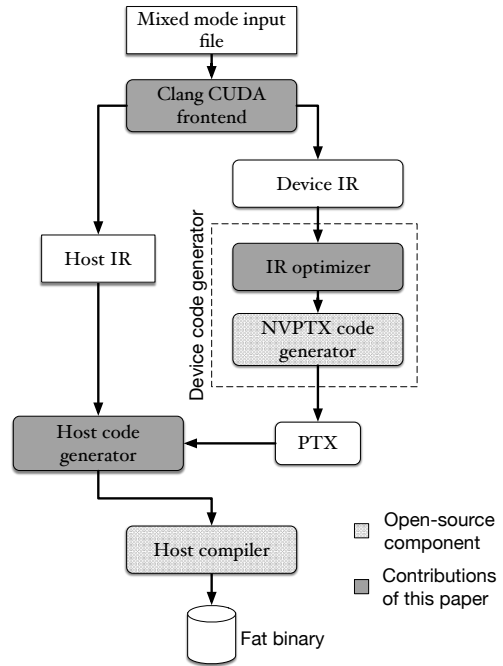 Mixed mode input
file
Clang CUDA
frontend
Device IR
Host IR
Device code generator
IR optimizer
NVPTX code
generator
Host code
generator
PTX
Host compiler
Open-source
component
Contributions
of this paper
Fat binary